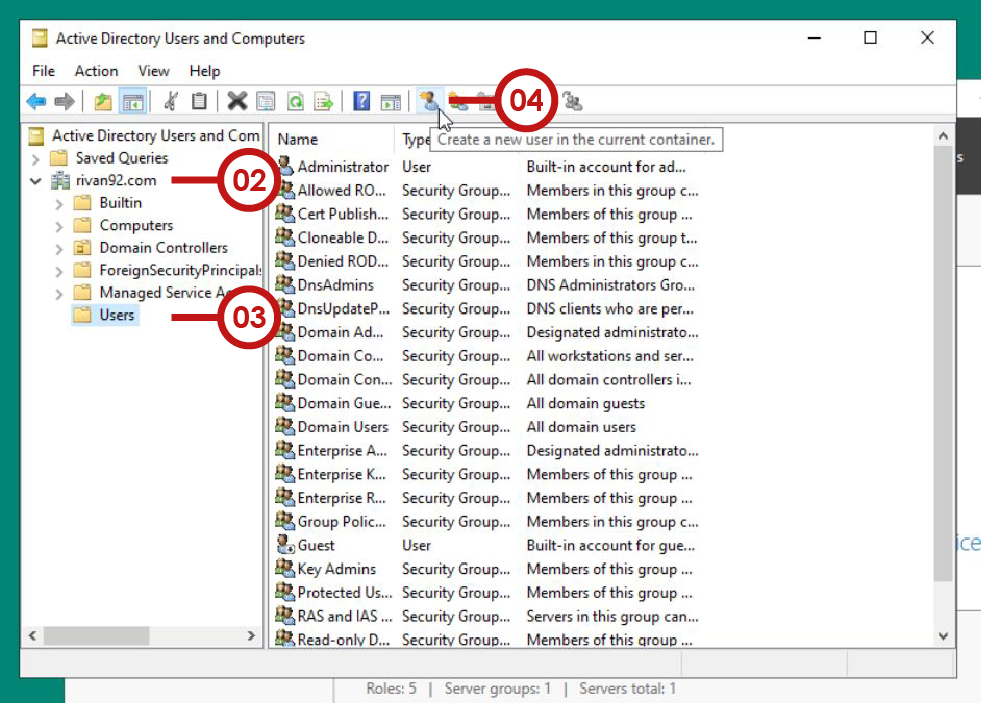 Active Directory Users and Computers
File Action View Help
04
Create a new user in the current container.
Active Directory Users and Com
Saved Queries
rivan92.com
02
Builtin
Computers
Domain Controllers
ForeignSecurityPrincipals
Managed Service Ac
Users
03
Name Type
Administrator User Built-in account for ad...
Allowed RO... Security Group... Members in this group c...
Cert Publish... Security Group... Members of this group ...
Cloneable D... Security Group... Members of this group t...
Denied ROD... Security Group... Members in this group c...
DnsAdmins Security Group... DNS Administrators Gro...
DnsUpdateP... Security Group... DNS clients who are per...
Domain Ad... Security Group... Designated administrato...
Domain Co... Security Group... All workstations and ser...
Domain Con... Security Group... All domain controllers i...
Domain Gue... Security Group... All domain guests
Domain Users Security Group... All domain users
Enterprise A... Security Group... Designated administrato...
Enterprise K... Security Group... Members of this group ...
Enterprise R... Security Group... Members of this group ...
Group Polic... Security Group... Members in this group c...
Guest User Built-in account for gue...
Key Admins Security Group... Members of this group ...
Protected Us... Security Group... Members of this group ...
RAS and IAS ... Security Group... Servers in this group can...
Read-only D... Security Group... Members of this group ...
s
ice
Roles: 5 | Server groups: 1 | Servers total: 1